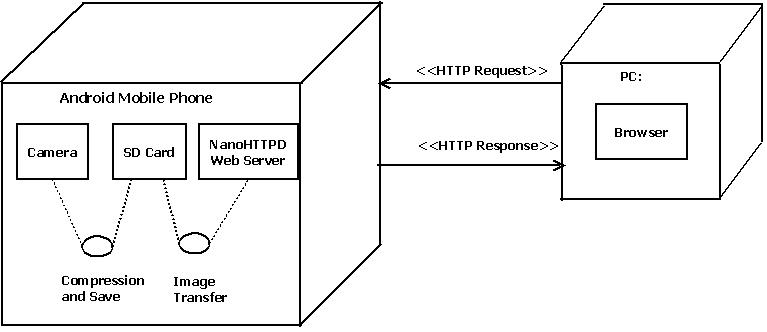 <<HTTP Request>>
PC:
Android Mobile Phone
Browser
Camera
SD Card
NanoHTTPD
Web Server
<<HTTP Response>>
Compression
and Save
Image
Transfer